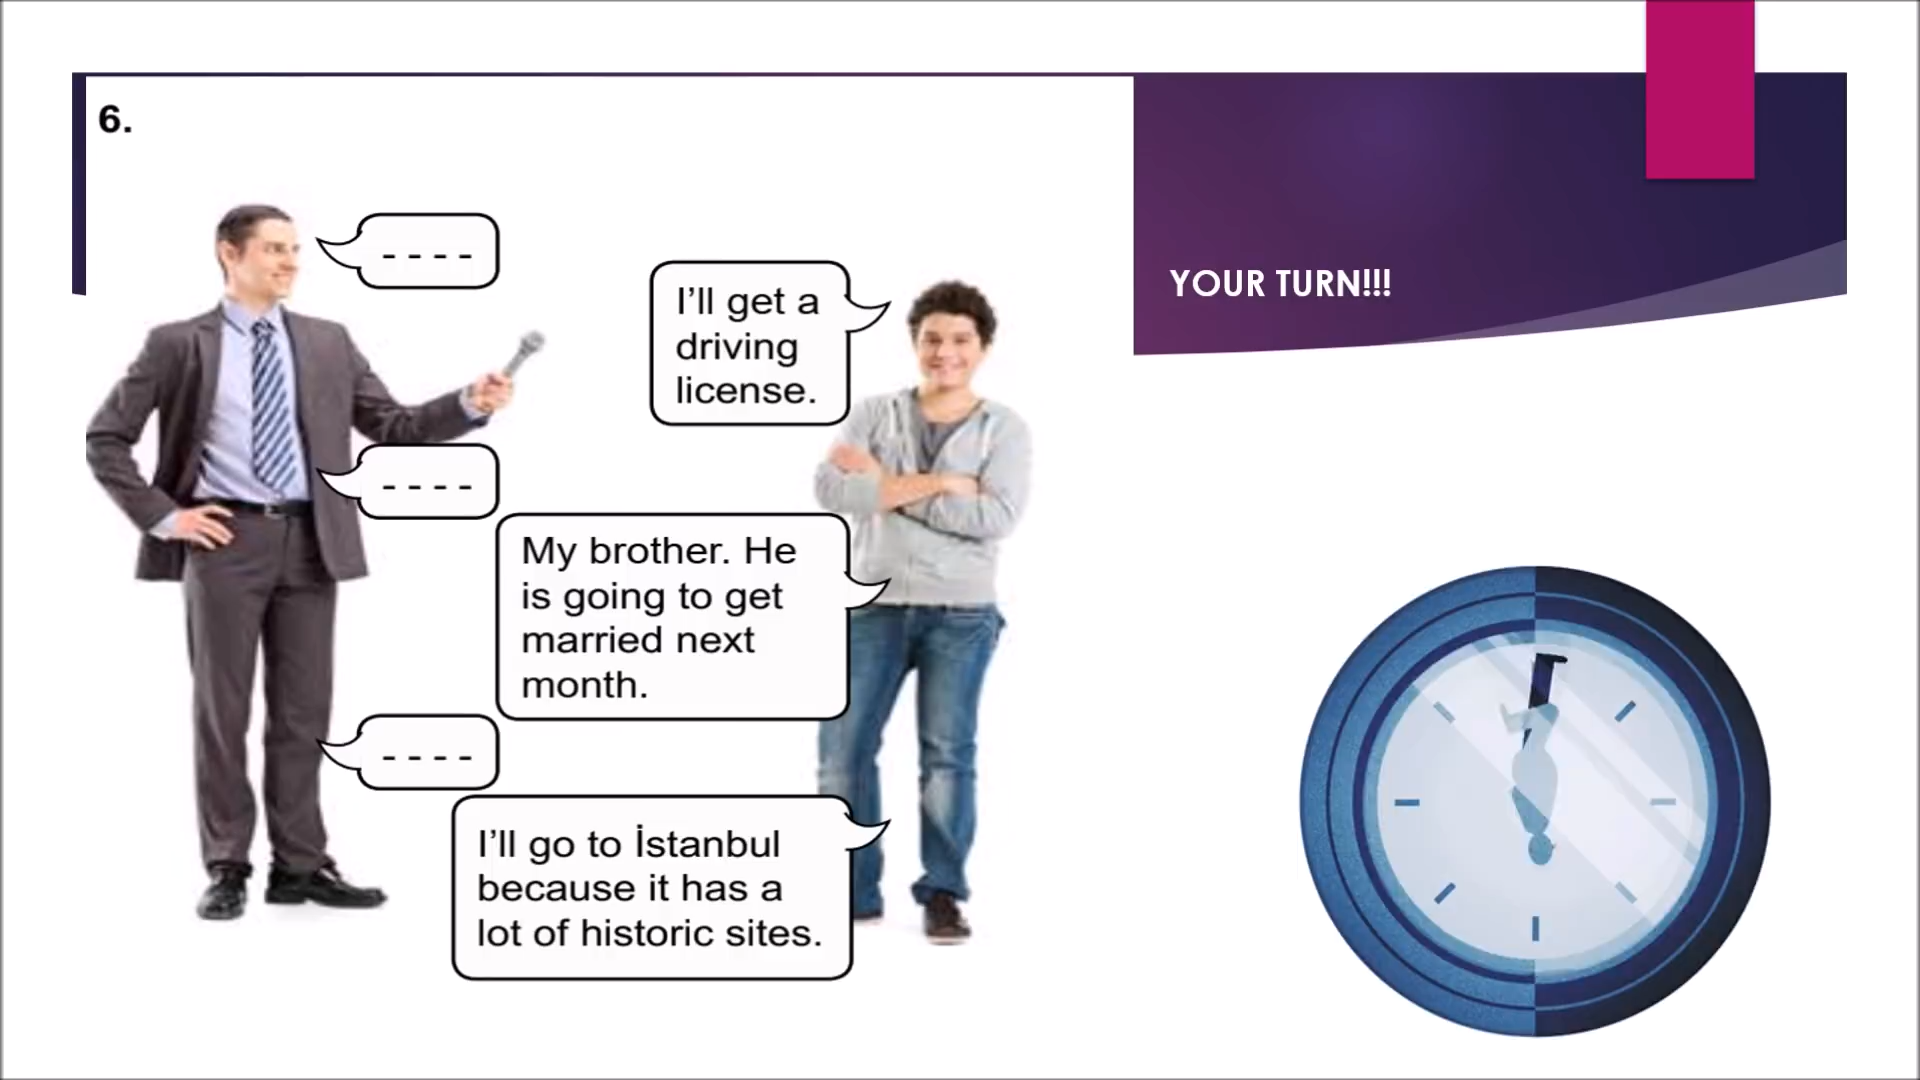 6.
YOUR TURN!!!
- - - -
I'll get a
driving
license.
- - - -
My brother. He
is going to get
married next
month.
- - - -
I'll go to İstanbul
because it has a
lot of historic sites.